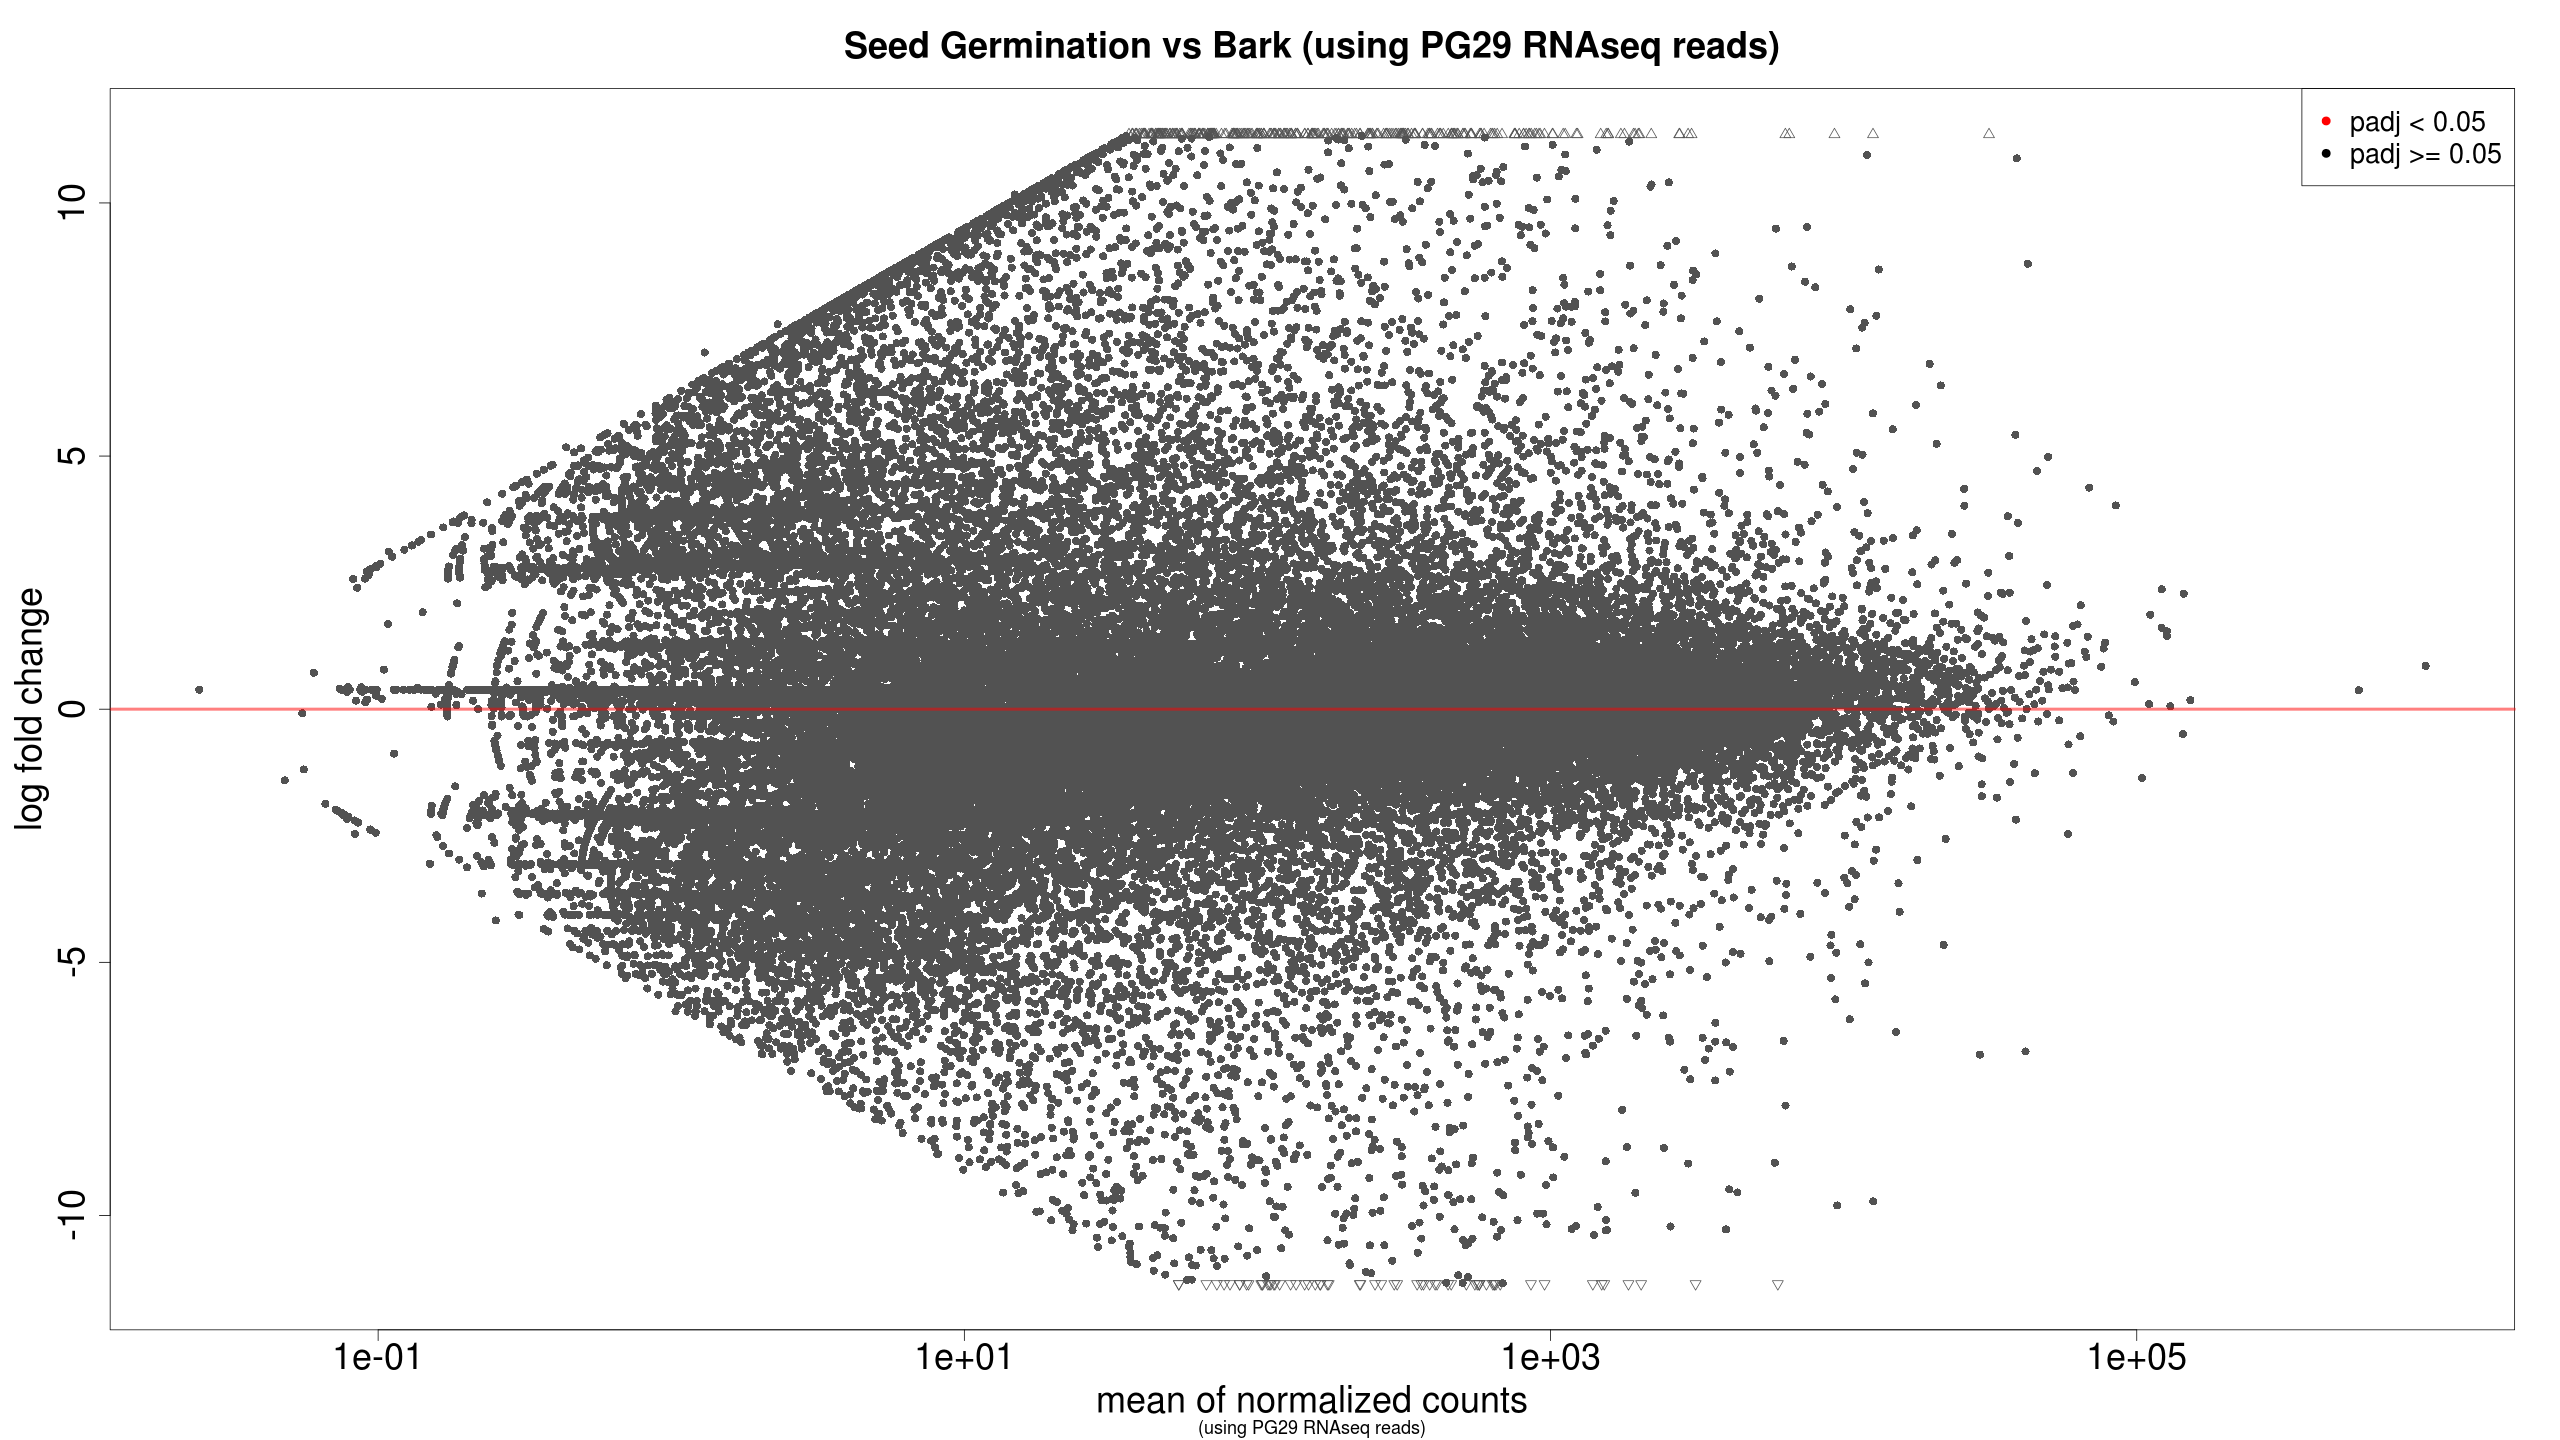 Seed Germination vs Bark (using PG29 RNAseq reads)
padj < 0.05
padj >= 0.05
log fold change
10
5
0
-5
-10
1e-01
1e+01
1e+03
1e+05
mean of normalized counts
(using PG29 RNAseq reads)